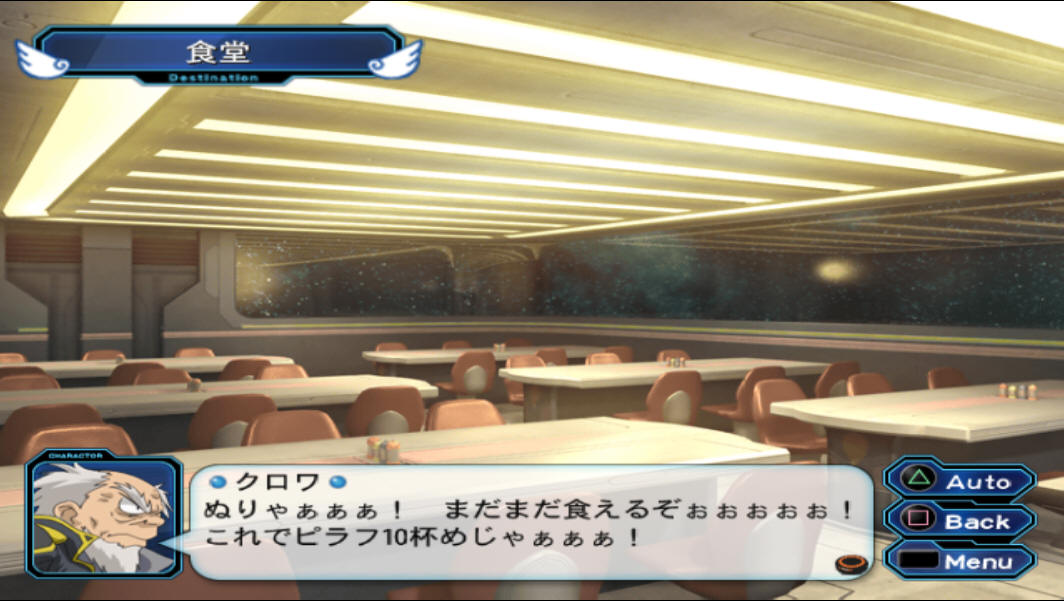 食堂
Destination
CHARACTOR
クロワ
ぬりゃぁぁぁ！　まだまだ食えるぞぉぉぉぉぉ！
これでピラフ10杯めじゃぁぁぁ！
Auto
Back
Menu